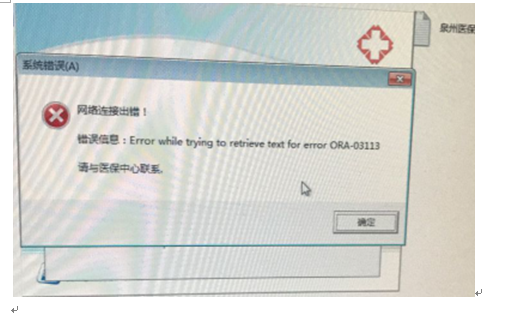 泉州医保
系统错误(A)
网络连接出错！
错误信息：Error while trying to retrieve text for error ORA-03113
请与医保中心联系.
确定